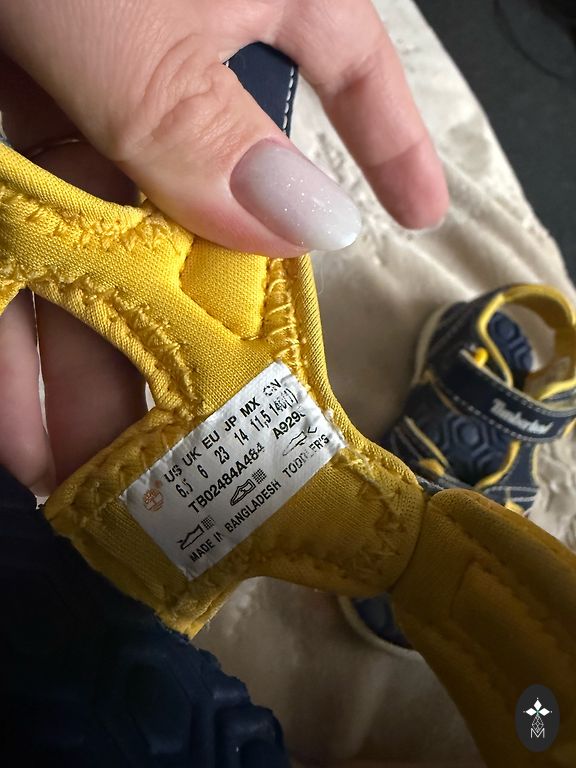 US UK EU JP MX CN
6.5 6 23 14 11.5 140(1)
TB02484A484 A929
MADE IN BANGLADESH TODDLERS
Timberland
M